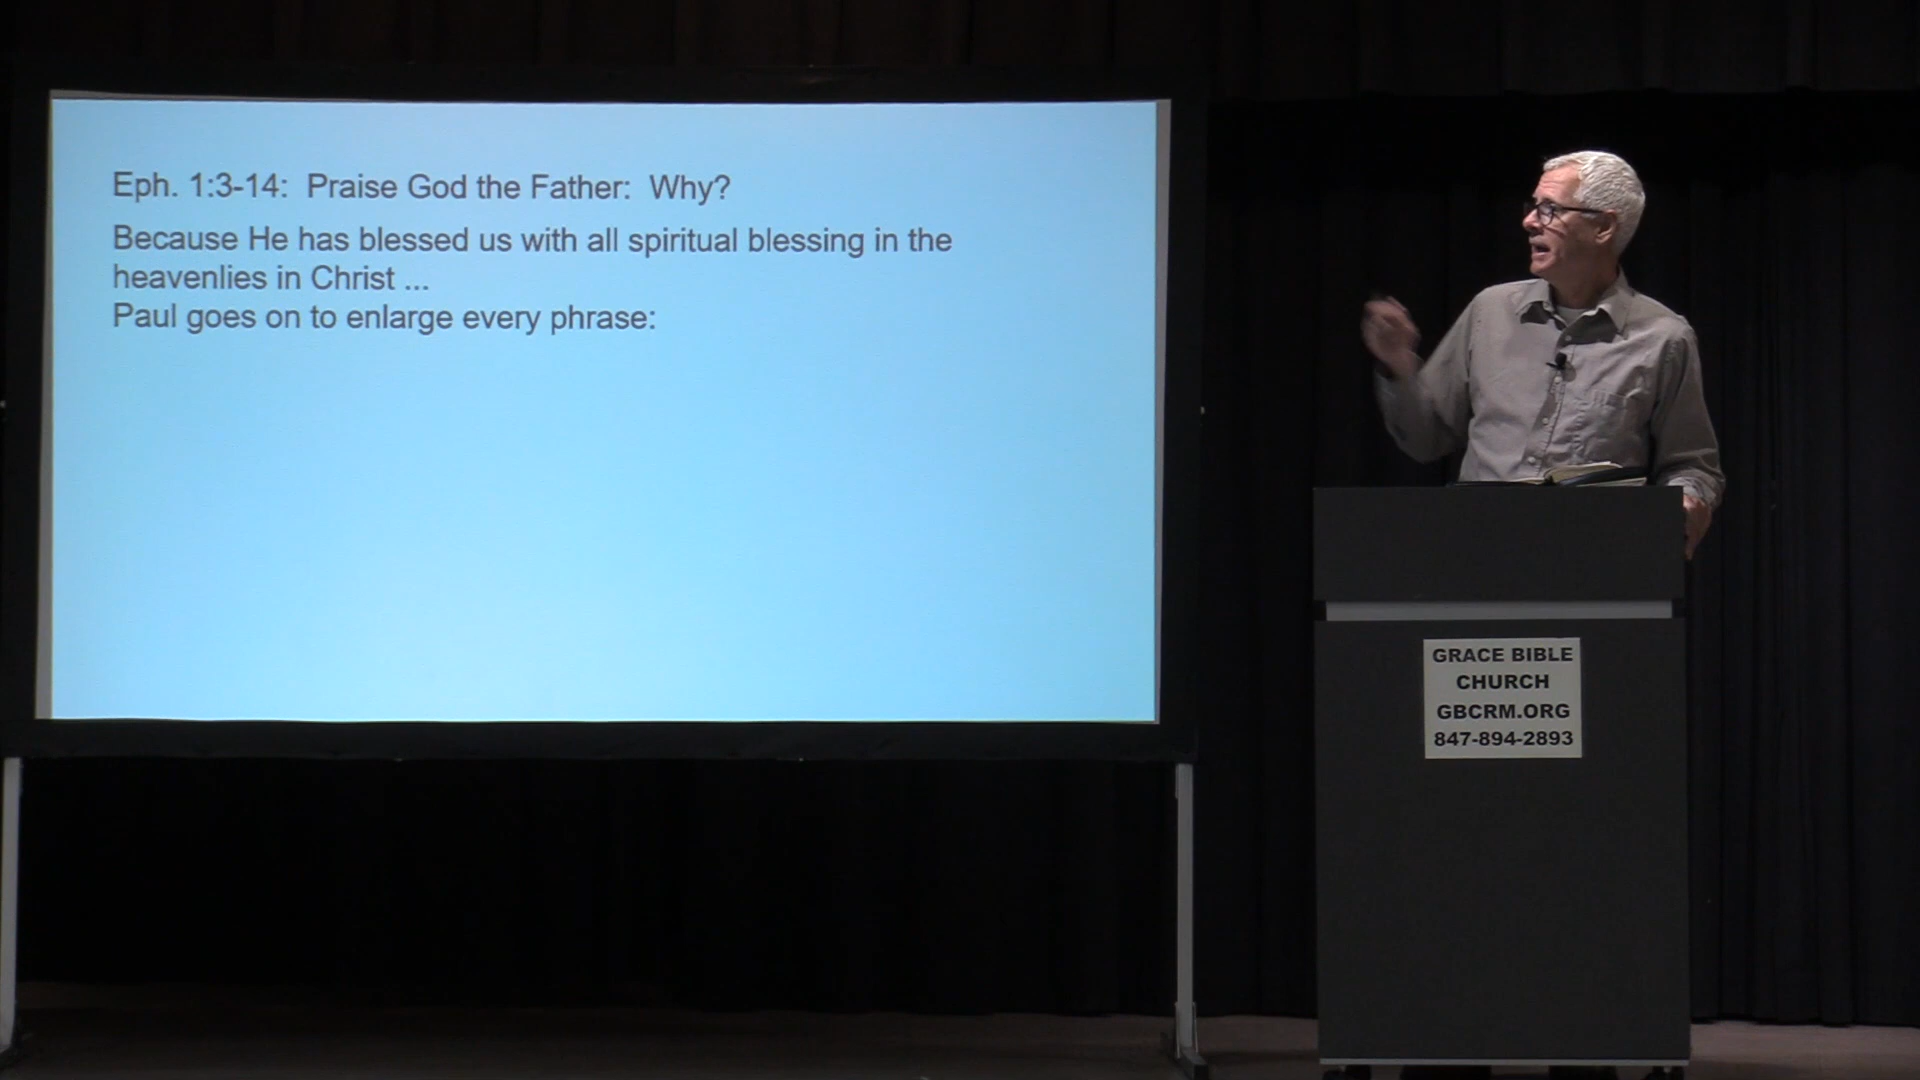 Eph. 1:3-14:  Praise God the Father:  Why?
Because He has blessed us with all spiritual blessing in the
heavenlies in Christ ...
Paul goes on to enlarge every phrase:
GRACE BIBLE
CHURCH
GBCRM.ORG
847-894-2893